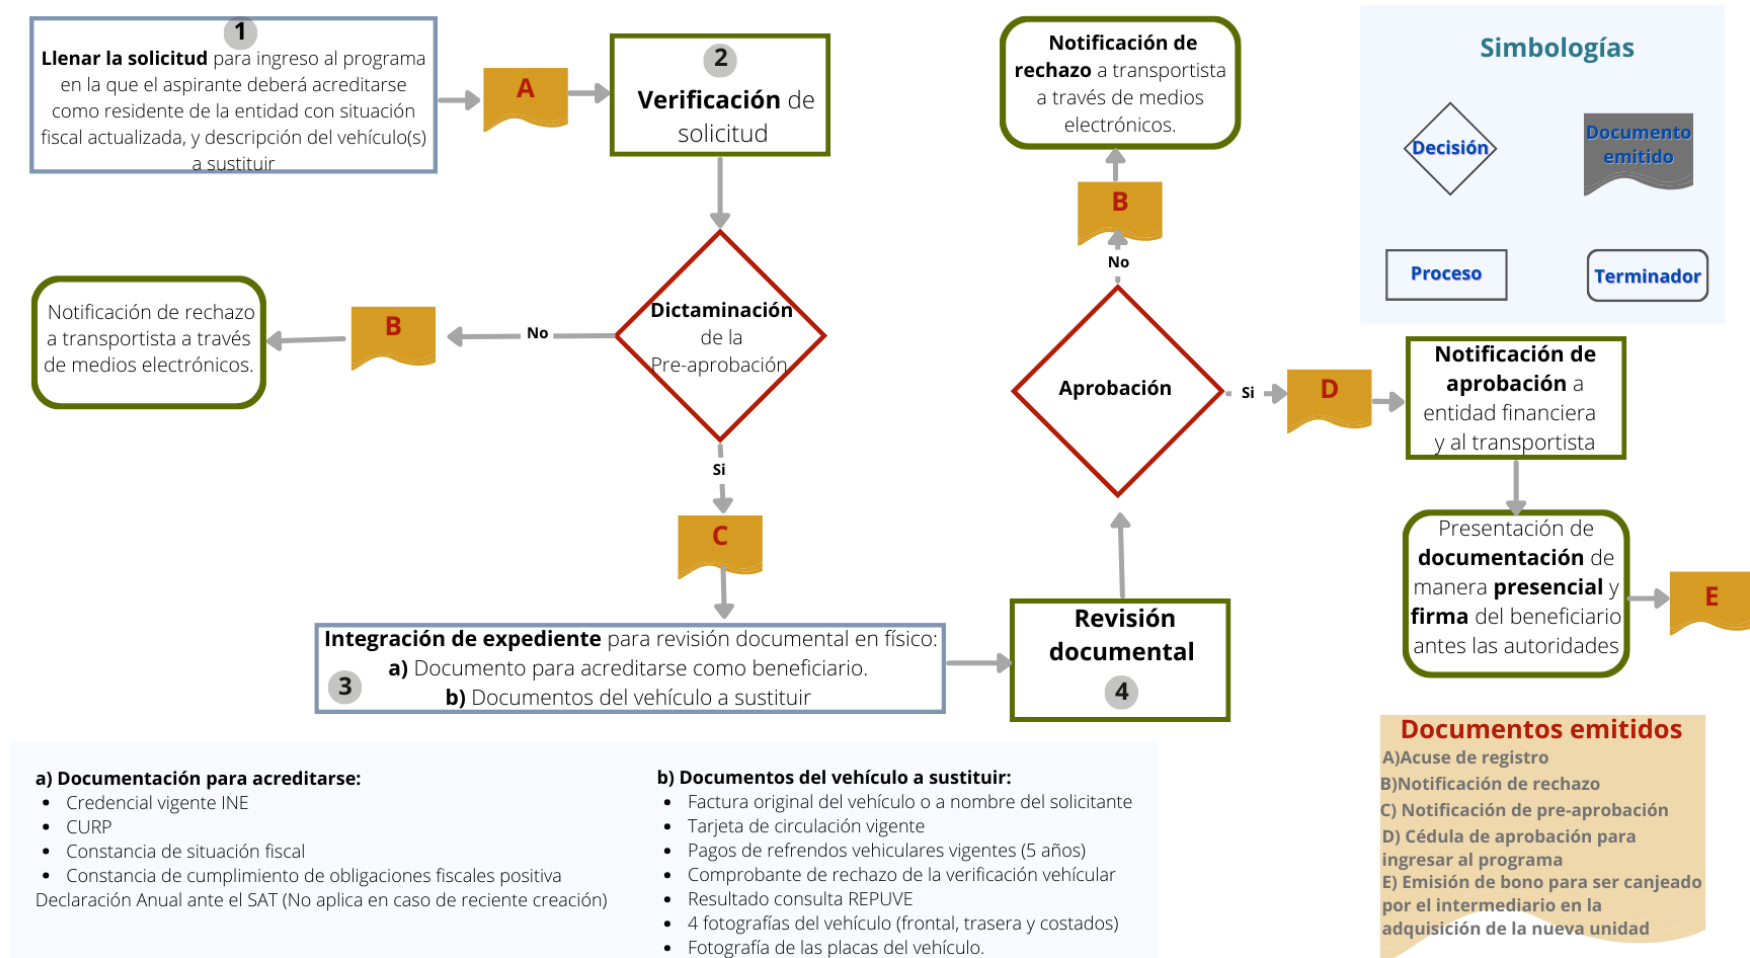 1
Llenar la solicitud para ingreso al programa
en la que el aspirante deberá acreditarse
como residente de la entidad con situación
fiscal actualizada, y descripción del vehículo(s)
a sustituir
A
2
Verificación de
solicitud
Dictaminación
de la
Pre-aprobación
No
B
Notificación de rechazo
a transportista a través
de medios electrónicos.
Si
C
Integración de expediente para revisión documental en físico:
a) Documento para acreditarse como beneficiario.
b) Documentos del vehículo a sustituir
3
Revisión
documental
4
Aprobación
No
B
Notificación de
rechazo a transportista
a través de medios
electrónicos.
Si
D
Notificación de
aprobación a
entidad financiera
y al transportista
Presentación de
documentación de
manera presencial y
firma del beneficiario
antes las autoridades
E
Simbologías
Decisión
Documento
emitido
Proceso
Terminador
a) Documentación para acreditarse:
• Credencial vigente INE
• CURP
• Constancia de situación fiscal
• Constancia de cumplimiento de obligaciones fiscales positiva
Declaración Anual ante el SAT (No aplica en caso de reciente creación)
b) Documentos del vehículo a sustituir:
• Factura original del vehículo o a nombre del solicitante
• Tarjeta de circulación vigente
• Pagos de refrendos vehiculares vigentes (5 años)
• Comprobante de rechazo de la verificación vehícular
• Resultado consulta REPUVE
• 4 fotografías del vehículo (frontal, trasera y costados)
• Fotografía de las placas del vehículo.
Documentos emitidos
A)Acuse de registro
B)Notificación de rechazo
C) Notificación de pre-aprobación
D) Cédula de aprobación para
ingresar al programa
E) Emisión de bono para ser canjeado
por el intermediario en la
adquisición de la nueva unidad